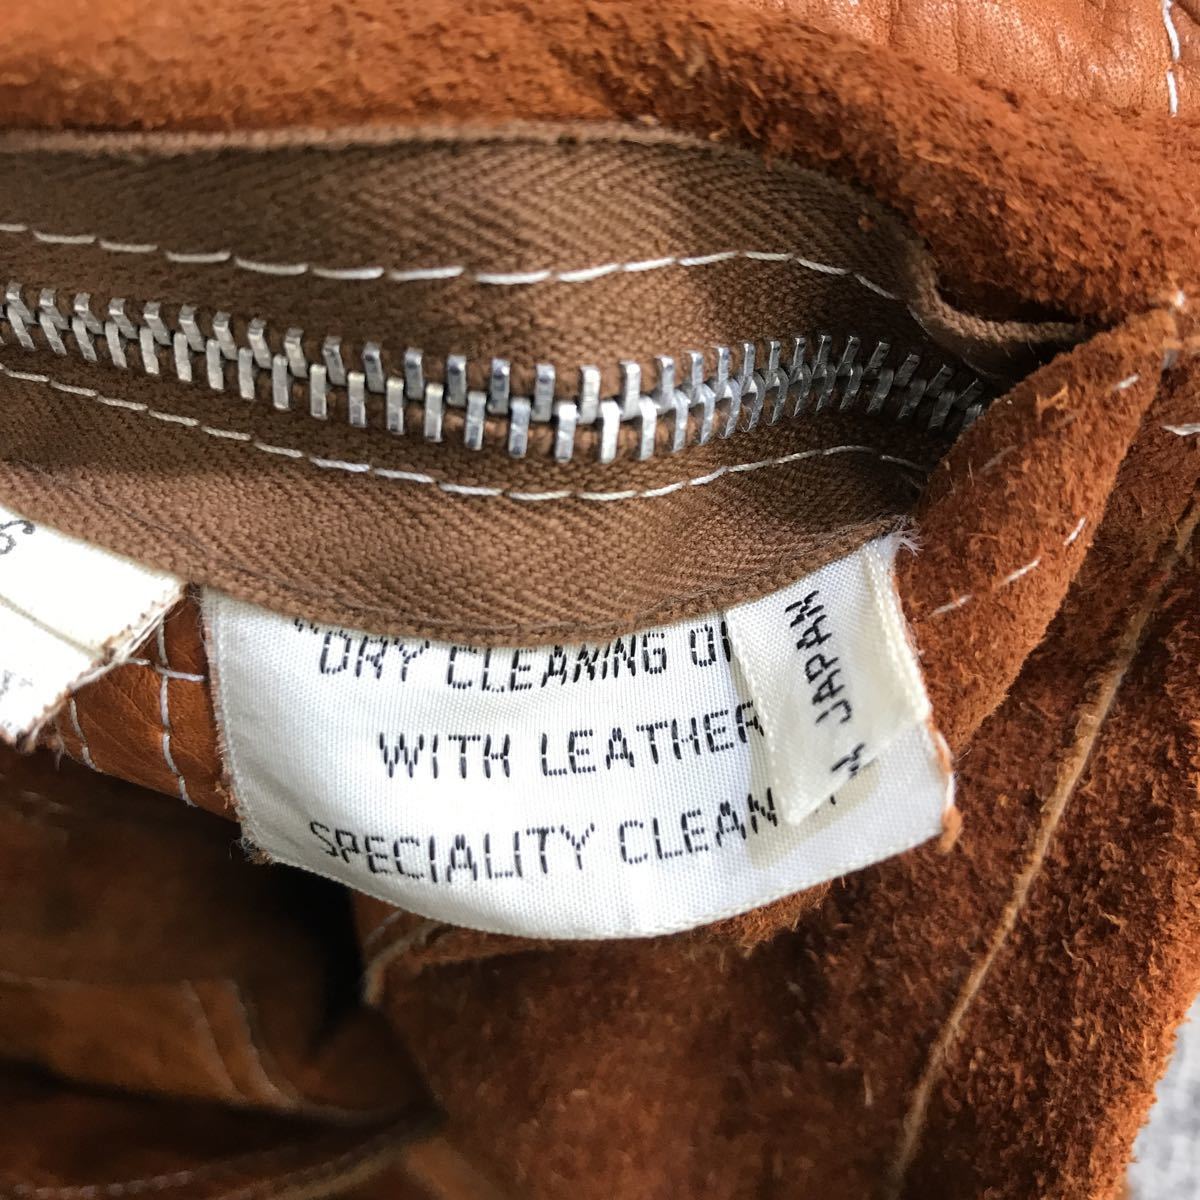 "DRY CLEANING
WITH LEATHER
SPECIALITY CLEAN
JAPAN